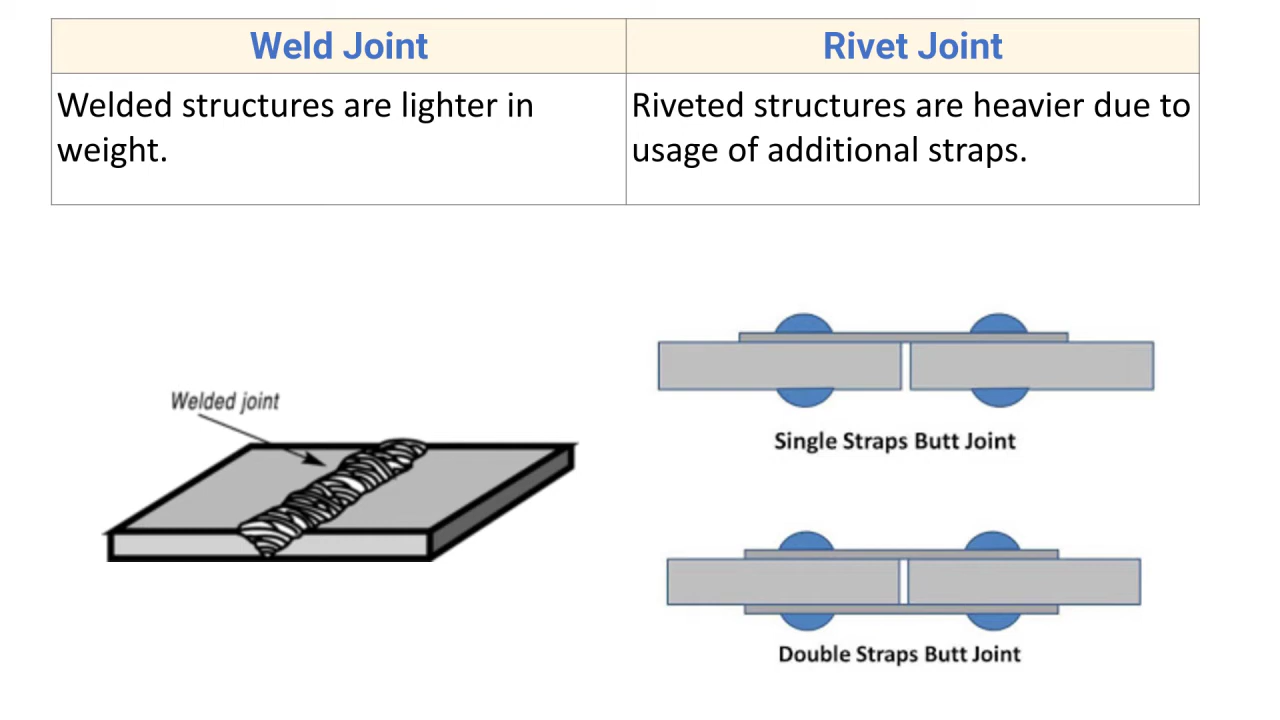 Weld Joint
Rivet Joint
Welded structures are lighter in
weight.
Riveted structures are heavier due to
usage of additional straps.
Welded joint
Single Straps Butt Joint
Double Straps Butt Joint